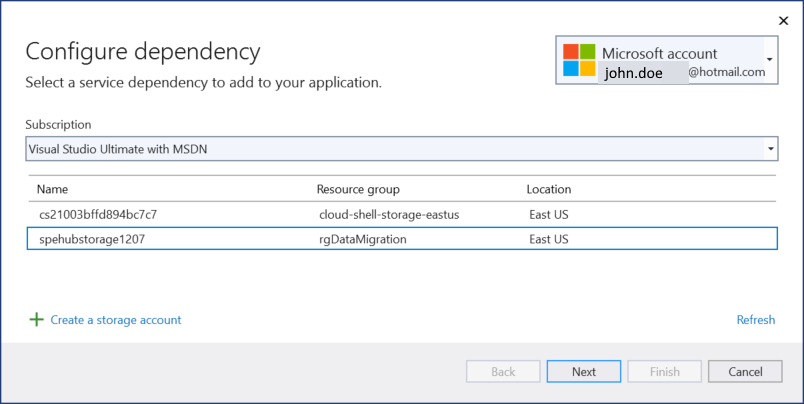 Configure dependency
Select a service dependency to add to your application.
Microsoft account
john.doe @hotmail.com
Subscription
Visual Studio Ultimate with MSDN
Name Resource group Location
cs21003bffd894bc7c7 cloud-shell-storage-eastus East US
spehubstorage1207 rgDataMigration East US
Create a storage account Refresh
Back Next Finish Cancel